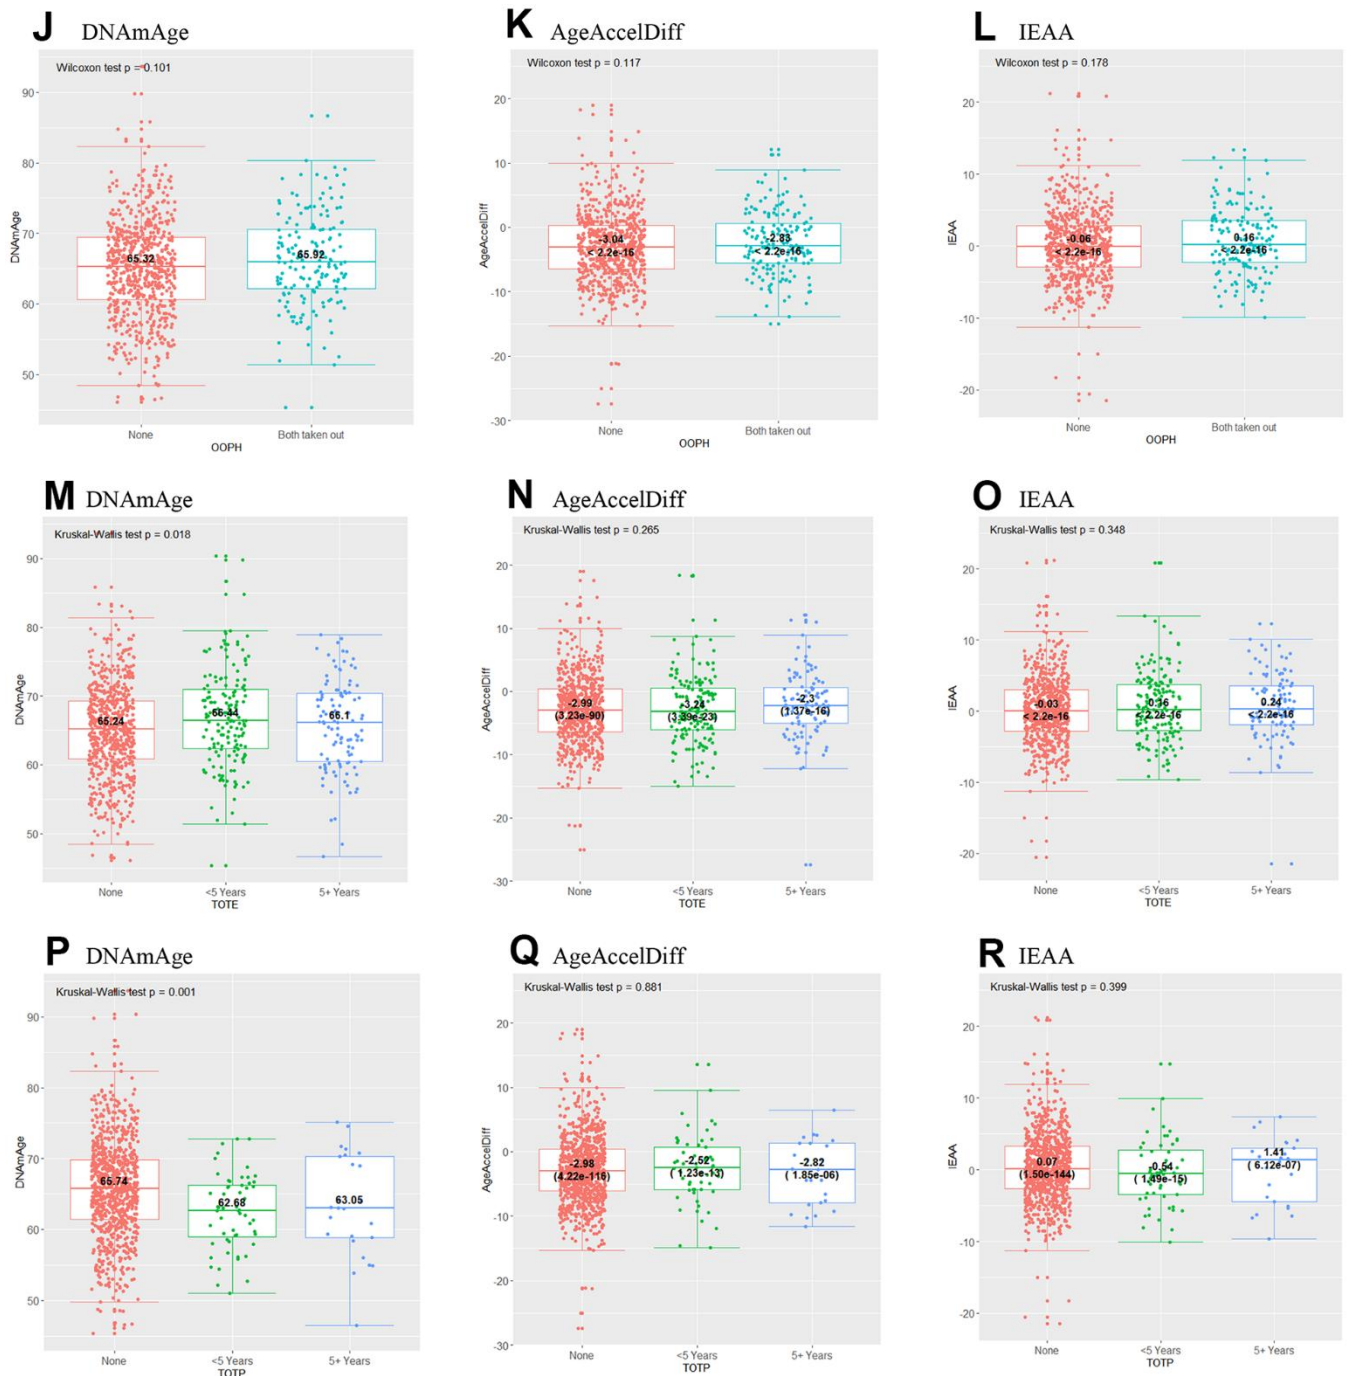 J DNAmAge
Wilcoxon test p = 0.101
DNAmAge
90
80
70
60
50
65.32
65.92
None
Both taken out
OOPH
K AgeAccelDiff
Wilcoxon test p = 0.117
AgeAccelDiff
20
10
0
-10
-20
-30
-3.04
< 2.2e-16
-2.83
< 2.2e-16
None
Both taken out
OOPH
L IEAA
Wilcoxon test p = 0.178
IEAA
20
10
0
-10
-20
-0.06
< 2.2e-16
0.16
< 2.2e-16
None
Both taken out
OOPH
M DNAmAge
Kruskal-Wallis test p = 0.018
DNAmAge
90
80
70
60
50
65.24
66.44
66.1
None
<5 Years
5+ Years
TOTE
N AgeAccelDiff
Kruskal-Wallis test p = 0.265
AgeAccelDiff
20
10
0
-10
-20
-30
-2.99
(3.23e-90)
-3.24
(3.39e-23)
-2.3
(1.37e-16)
None
<5 Years
5+ Years
TOTE
O IEAA
Kruskal-Wallis test p = 0.348
IEAA
20
10
0
-10
-20
-0.03
< 2.2e-16
0.16
< 2.2e-16
0.24
< 2.2e-16
None
<5 Years
5+ Years
TOTE
P DNAmAge
Kruskal-Wallis test p = 0.001
DNAmAge
90
80
70
60
50
65.74
62.68
63.05
None
<5 Years
5+ Years
TOTP
Q AgeAccelDiff
Kruskal-Wallis test p = 0.881
AgeAccelDiff
20
10
0
-10
-20
-30
-2.98
(4.22e-116)
-2.52
( 1.23e-13)
-2.82
( 1.85e-06)
None
<5 Years
5+ Years
TOTP
R IEAA
Kruskal-Wallis test p = 0.399
IEAA
20
10
0
-10
-20
0.07
(1.50e-144)
-0.54
( 1.49e-15)
1.41
( 6.12e-07)
None
<5 Years
5+ Years
TOTP